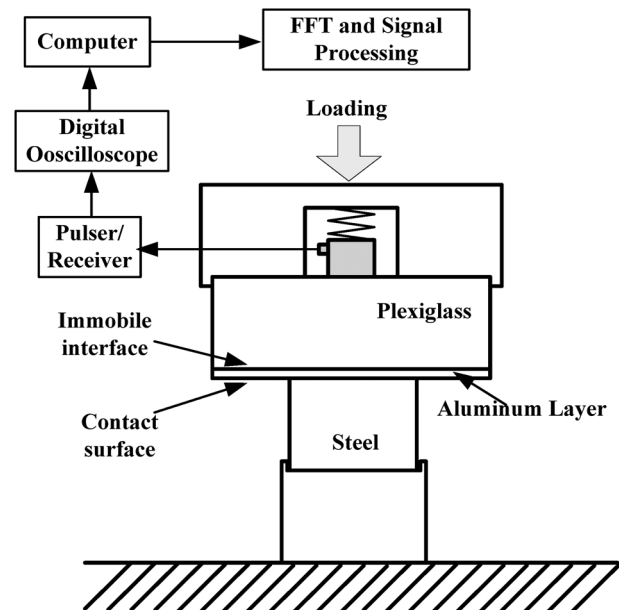 Computer
FFT and Signal
Processing
Digital
Ooscilloscope
Loading
Pulser/
Receiver
Plexiglass
Immobile
interface
Aluminum Layer
Contact
surface
Steel